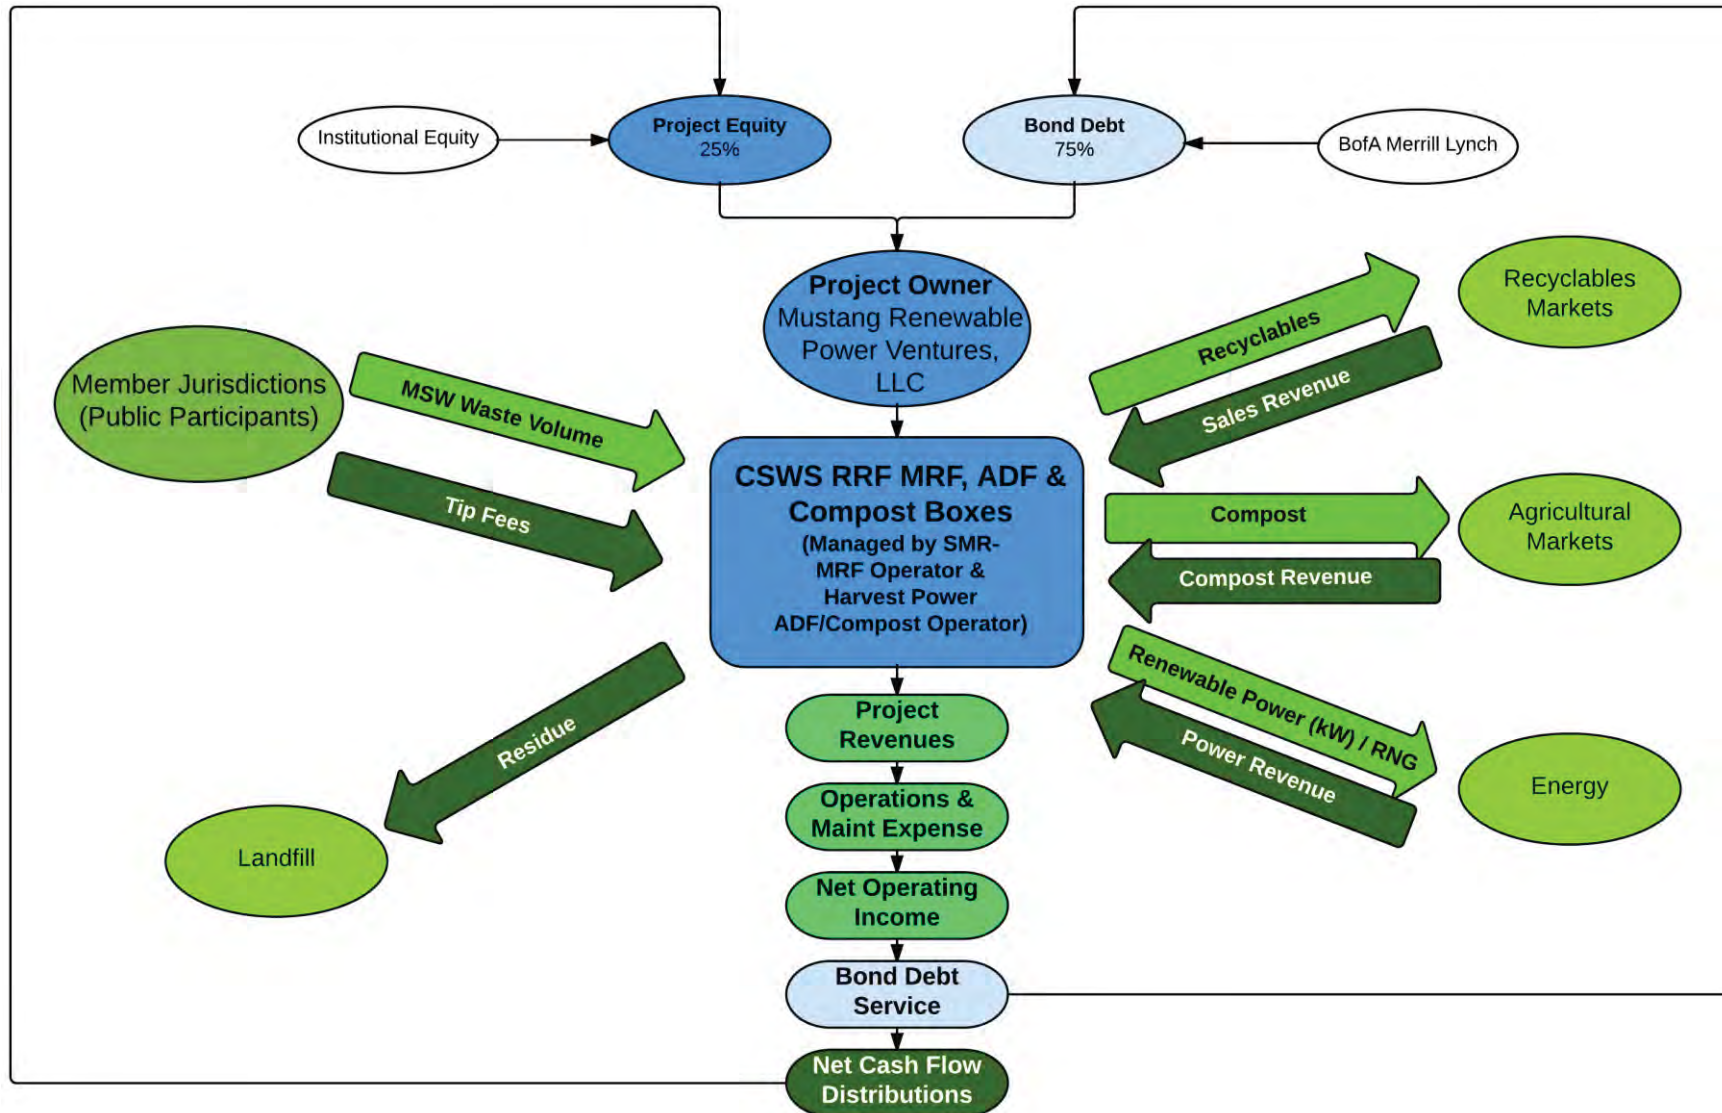 Institutional Equity
Project Equity
25%
Bond Debt
75%
BofA Merrill Lynch
Project Owner
Mustang Renewable
Power Ventures,
LLC
Recyclables
Markets
Recyclables
Sales Revenue
Member Jurisdictions
(Public Participants)
MSW Waste Volume
Tip Fees
CSWS RRF MRF, ADF &
Compost Boxes
(Managed by SMR-
MRF Operator &
Harvest Power
ADF/Compost Operator)
Compost
Compost Revenue
Agricultural
Markets
Renewable Power (kW) / RNG
Power Revenue
Energy
Residue
Landfill
Project
Revenues
Operations &
Maint Expense
Net Operating
Income
Bond Debt
Service
Net Cash Flow
Distributions